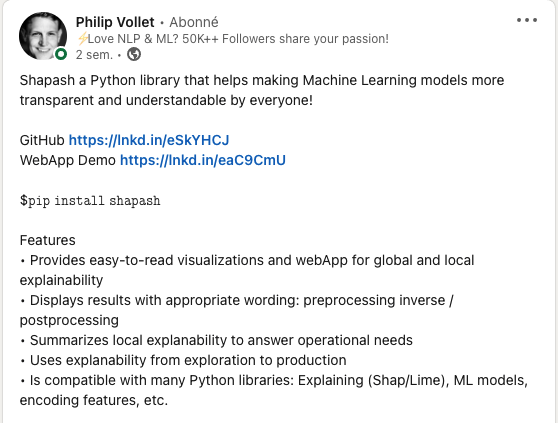 Philip Vollet • Abonné
⚡Love NLP & ML? 50K++ Followers share your passion!
2 sem. •
Shapash a Python library that helps making Machine Learning models more
transparent and understandable by everyone!
GitHub https://lnkd.in/eSkYHCJ
WebApp Demo https://lnkd.in/eaC9CmU
$pip install shapash
Features
• Provides easy-to-read visualizations and webApp for global and local
explainability
• Displays results with appropriate wording: preprocessing inverse /
postprocessing
• Summarizes local explanability to answer operational needs
• Uses explanability from exploration to production
• Is compatible with many Python libraries: Explaining (Shap/Lime), ML models,
encoding features, etc.